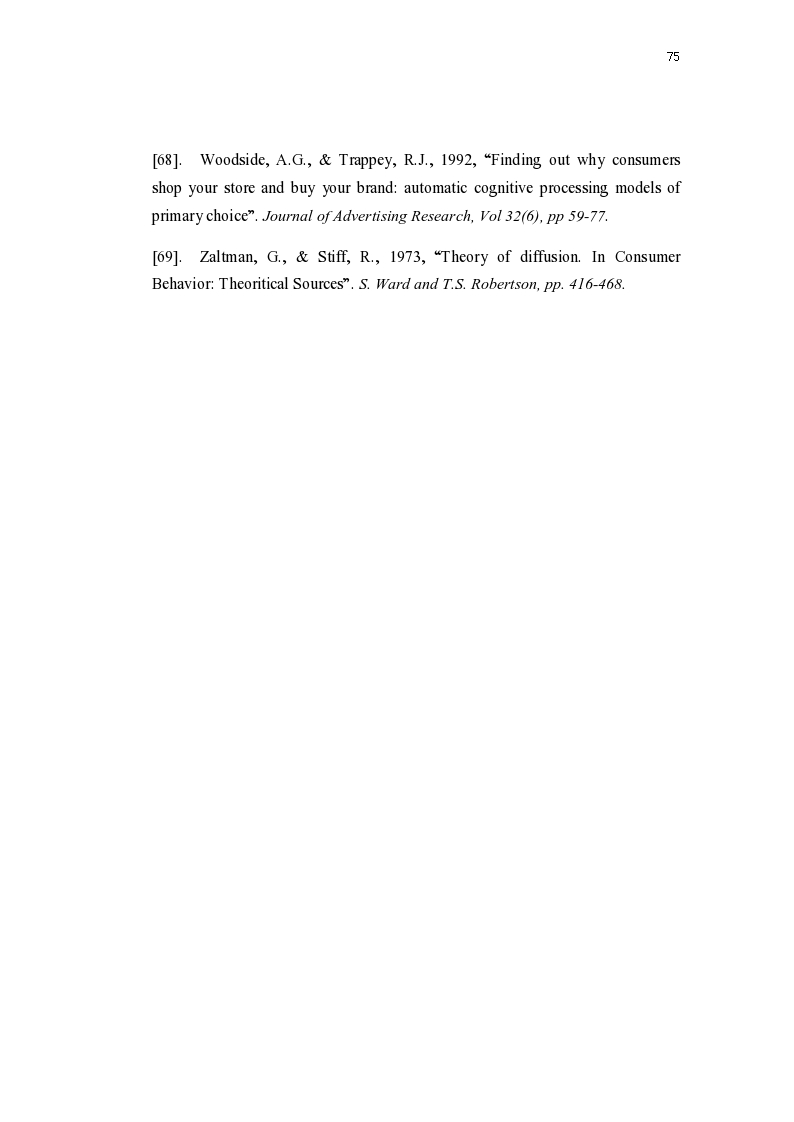 75
[68]. Woodside, A.G., & Trappey, R.J., 1992, “Finding out why consumers
shop your store and buy your brand: automatic cognitive processing models of
primary choice”. Journal of Advertising Research, Vol 32(6), pp 59-77.
[69]. Zaltman, G., & Stiff, R., 1973, “Theory of diffusion. In Consumer
Behavior: Theoritical Sources”. S. Ward and T.S. Robertson, pp. 416-468.